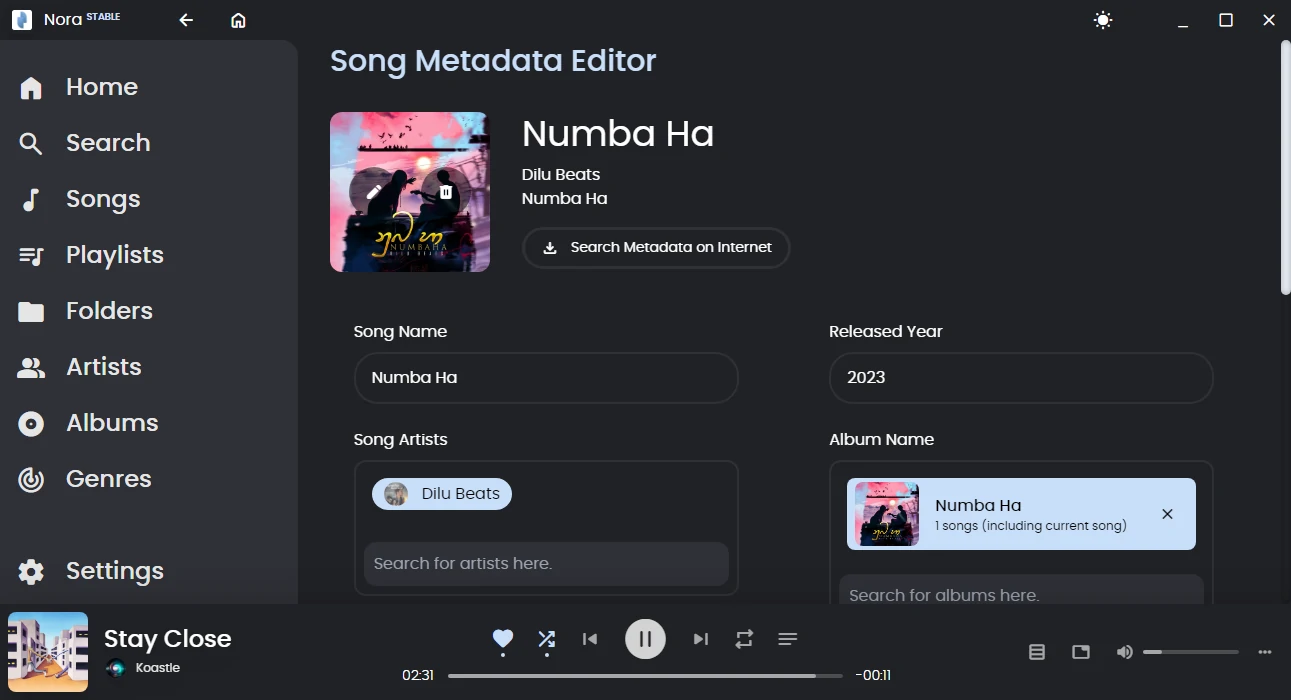 Nora STABLE
Home
Search
Songs
Playlists
Folders
Artists
Albums
Genres
Settings
Song Metadata Editor
නුඹ හා
NUMBAHA
DILU BEATS
Numba Ha
Dilu Beats
Numba Ha
Search Metadata on Internet
Song Name
Numba Ha
Released Year
2023
Song Artists
Dilu Beats
Search for artists here.
Album Name
Numba Ha
1 songs (including current song)
Search for albums here.
Stay Close
Koastle
02:31
-00:11